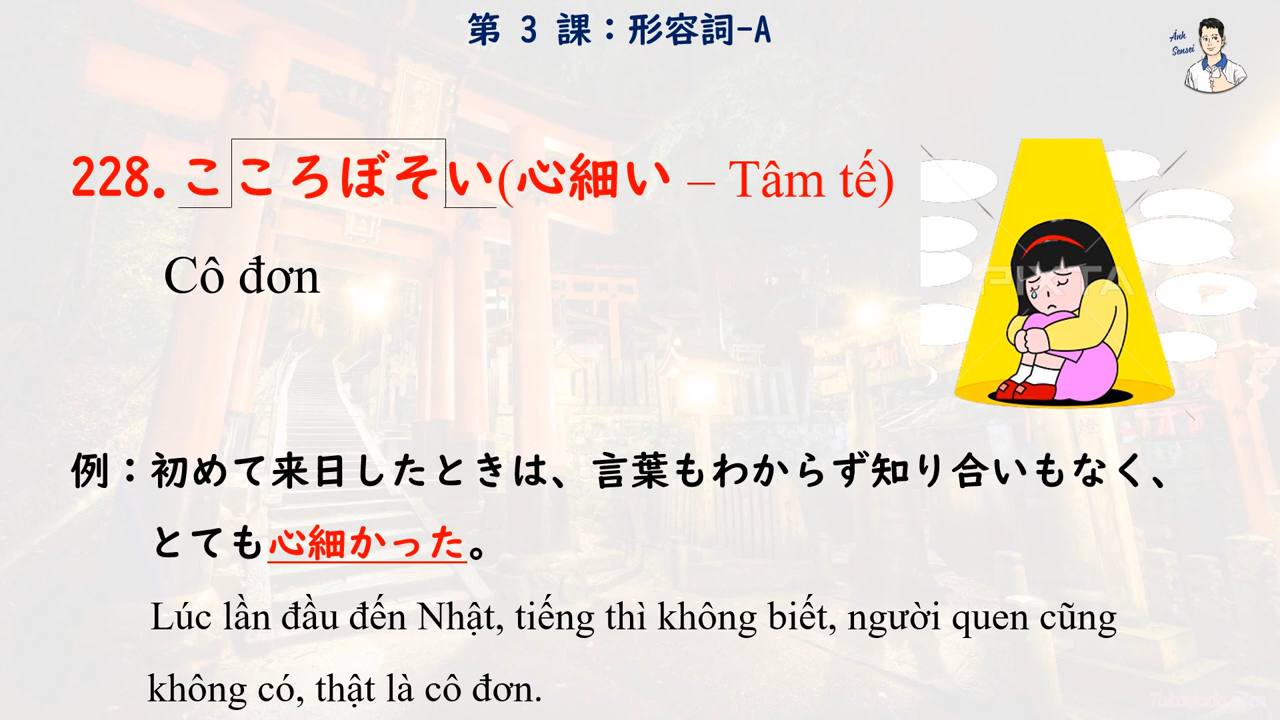 第 3 課：形容詞-A
Ánh
Sensei
228.こころぼそい(心細い – Tâm tế)
Cô đơn
PIXTA
例：初めて来日したときは、言葉もわからず知り合いもなく、
とても心細かった。
Lúc lần đầu đến Nhật, tiếng thì không biết, người quen cũng
không có, thật là cô đơn.